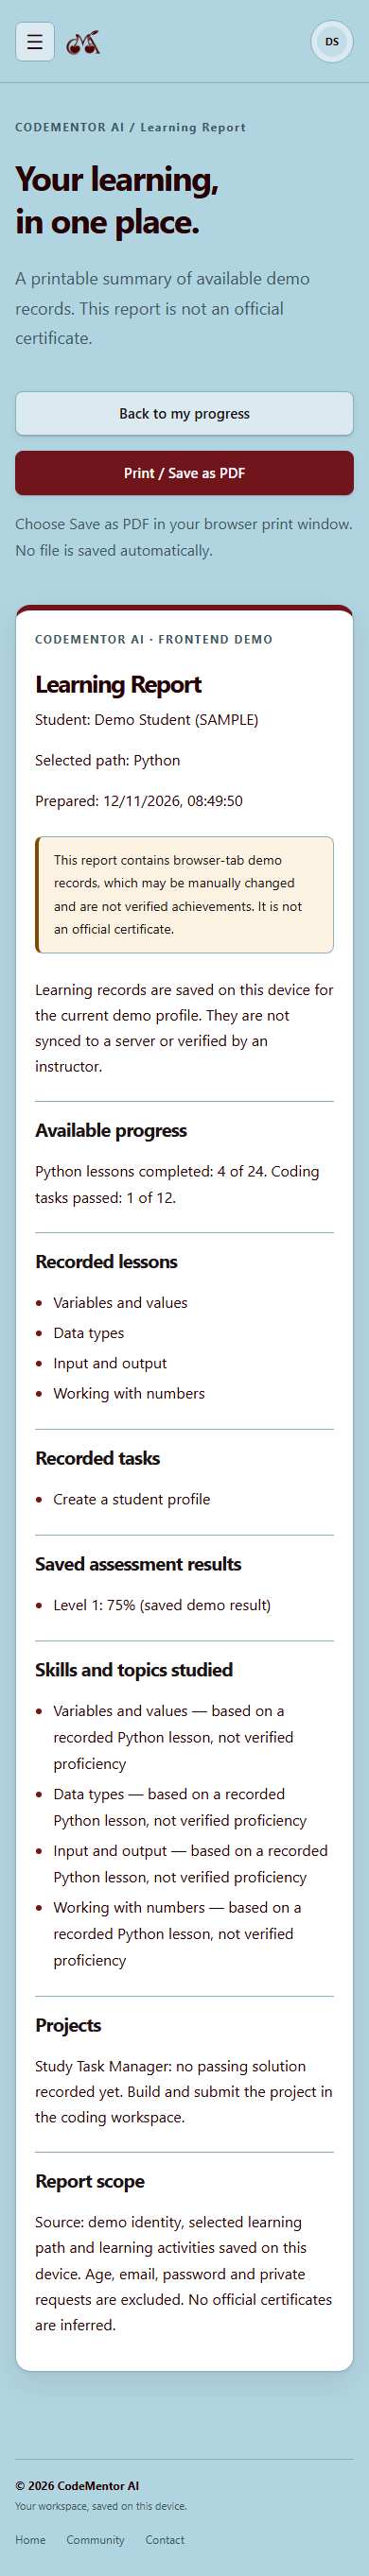 DS
CODEMENTOR AI / Learning Report
Your learning,
in one place.
A printable summary of available demo
records. This report is not an official
certificate.
Back to my progress
Print / Save as PDF
Choose Save as PDF in your browser print window.
No file is saved automatically.
CODEMENTOR AI · FRONTEND DEMO
Learning Report
Student: Demo Student (SAMPLE)
Selected path: Python
Prepared: 12/11/2026, 08:49:50
This report contains browser-tab demo
records, which may be manually changed
and are not verified achievements. It is not
an official certificate.
Learning records are saved on this device for
the current demo profile. They are not
synced to a server or verified by an
instructor.
Available progress
Python lessons completed: 4 of 24. Coding
tasks passed: 1 of 12.
Recorded lessons
• Variables and values
• Data types
• Input and output
• Working with numbers
Recorded tasks
• Create a student profile
Saved assessment results
• Level 1: 75% (saved demo result)
Skills and topics studied
• Variables and values — based on a
recorded Python lesson, not verified
proficiency
• Data types — based on a recorded
Python lesson, not verified proficiency
• Input and output — based on a recorded
Python lesson, not verified proficiency
• Working with numbers — based on a
recorded Python lesson, not verified
proficiency
Projects
Study Task Manager: no passing solution
recorded yet. Build and submit the project in
the coding workspace.
Report scope
Source: demo identity, selected learning
path and learning activities saved on this
device. Age, email, password and private
requests are excluded. No official certificates
are inferred.
© 2026 CodeMentor AI
Your workspace, saved on this device.
Home Community Contact